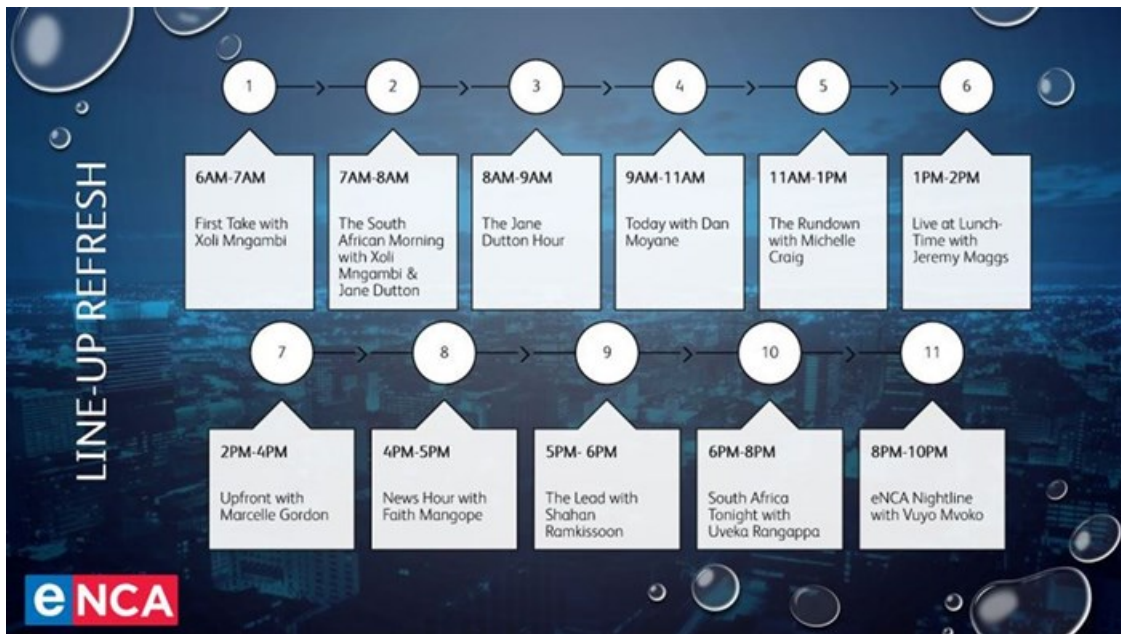 LINE-UP REFRESH
1
2
3
4
5
6
6AM-7AM
First Take with
Xoli Mngambi
7AM-8AM
The South
African Morning
with Xoli
Mngambi &
Jane Dutton
8AM-9AM
The Jane
Dutton Hour
9AM-11AM
Today with Dan
Moyane
11AM-1PM
The Rundown
with Michelle
Craig
1PM-2PM
Live at Lunch-
Time with
Jeremy Maggs
7
8
9
10
11
2PM-4PM
Upfront with
Marcelle Gordon
4PM-5PM
News Hour with
Faith Mangope
5PM- 6PM
The Lead with
Shahan
Ramkissoon
6PM-8PM
South Africa
Tonight with
Uveka Rangappa
8PM-10PM
eNCA Nightline
with Vuyo Mvoko
eNCA